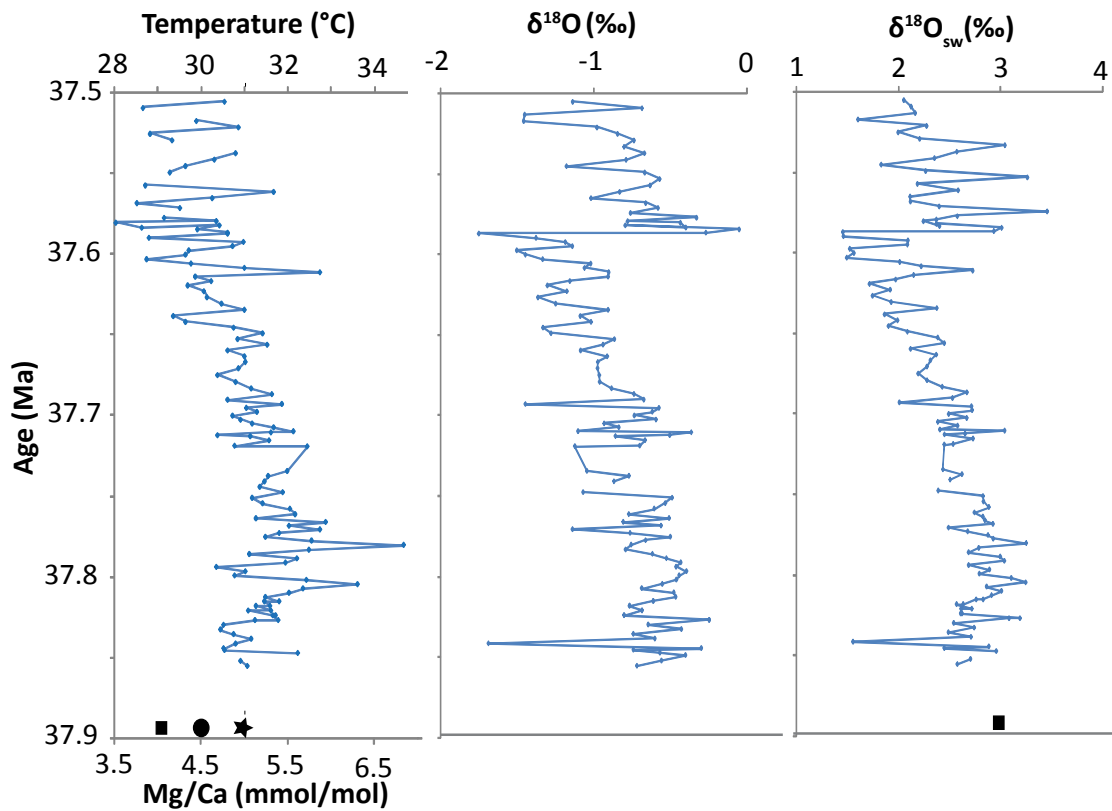 Temperature (°C)
28 30 32 34
δ¹⁸O (‰)
-2 -1 0
δ¹⁸Osw(‰)
1 2 3 4
Age (Ma)
37.5
37.6
37.7
37.8
37.9
3.5 4.5 5.5 6.5
Mg/Ca (mmol/mol)